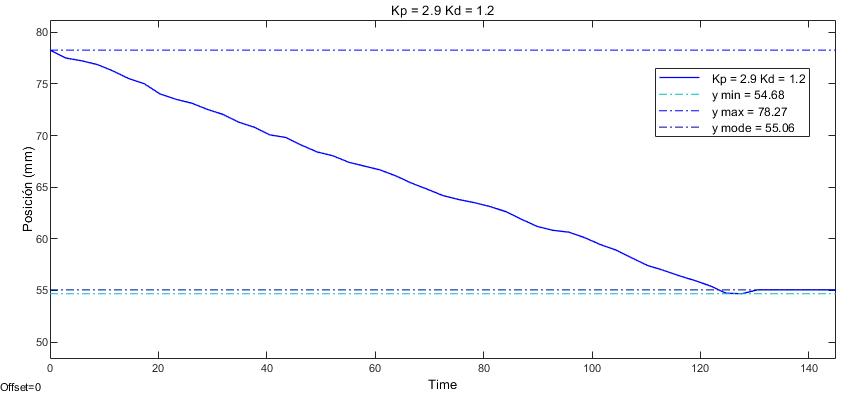 Kp = 2.9 Kd = 1.2
80
75
70
65
60
55
50
Posición (mm)
Kp = 2.9 Kd = 1.2
y min = 54.68
y max = 78.27
y mode = 55.06
0 20 40 60 80 100 120 140
Time
Offset=0